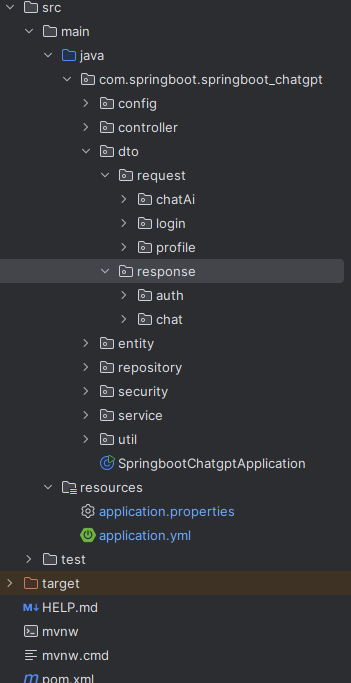 src
main
java
com.springboot.springboot_chatgpt
config
controller
dto
request
chatAi
login
profile
response
auth
chat
entity
repository
security
service
util
SpringbootChatgptApplication
resources
application.properties
application.yml
test
target
M↓ HELP.md
mvnw
mvnw.cmd
pom.xml